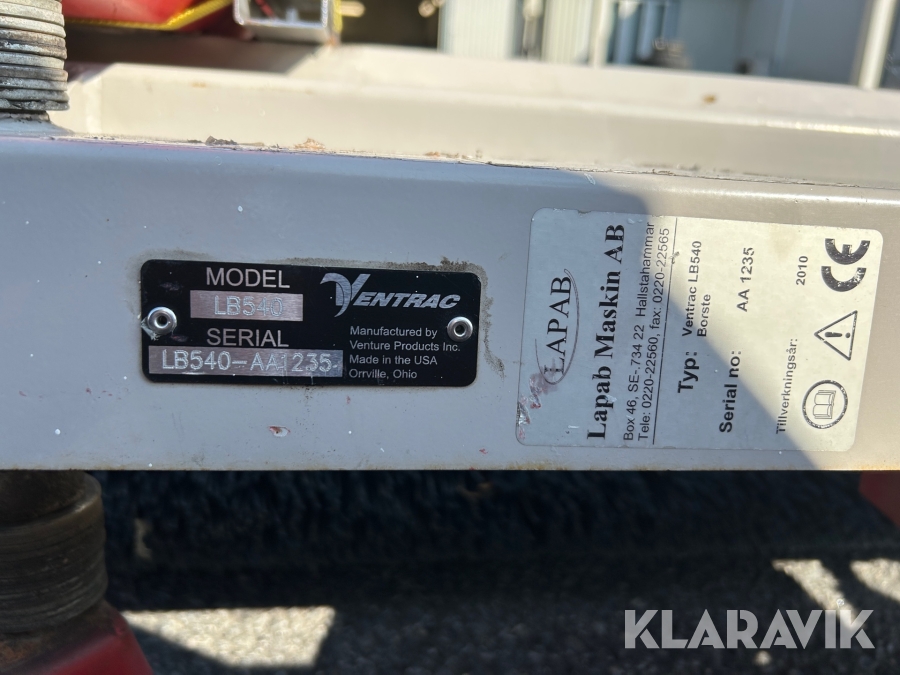 MODEL
LB540
VENTRAC
SERIAL
LB540-AA1235
Manufactured by
Venture Products Inc.
Made in the USA
Orrville, Ohio
LAPAB
Lapab Maskin AB
Box 46, SE-.734 22 Hallstahammar
Tele: 0220-22560, fax: 0220-22565
Typ: Ventrac LB540
Borste
Serial no: AA 1235
Tillverkningsår: 2010
CE
KLARAVIK